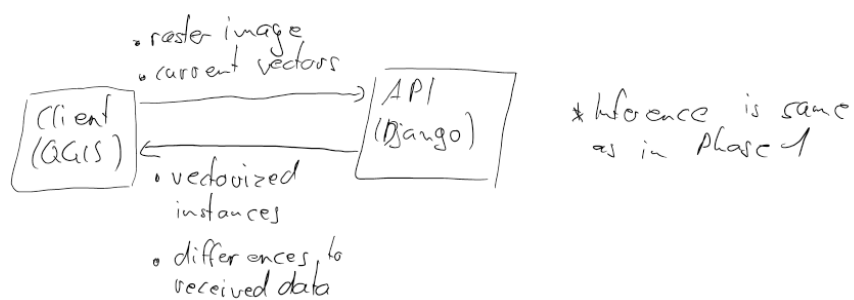 • raster image
• current vectors
Client
(QGIS)
API
(Django)
• vectorized
instances
• differences to
received data
* Inference is same
as in Phase 1